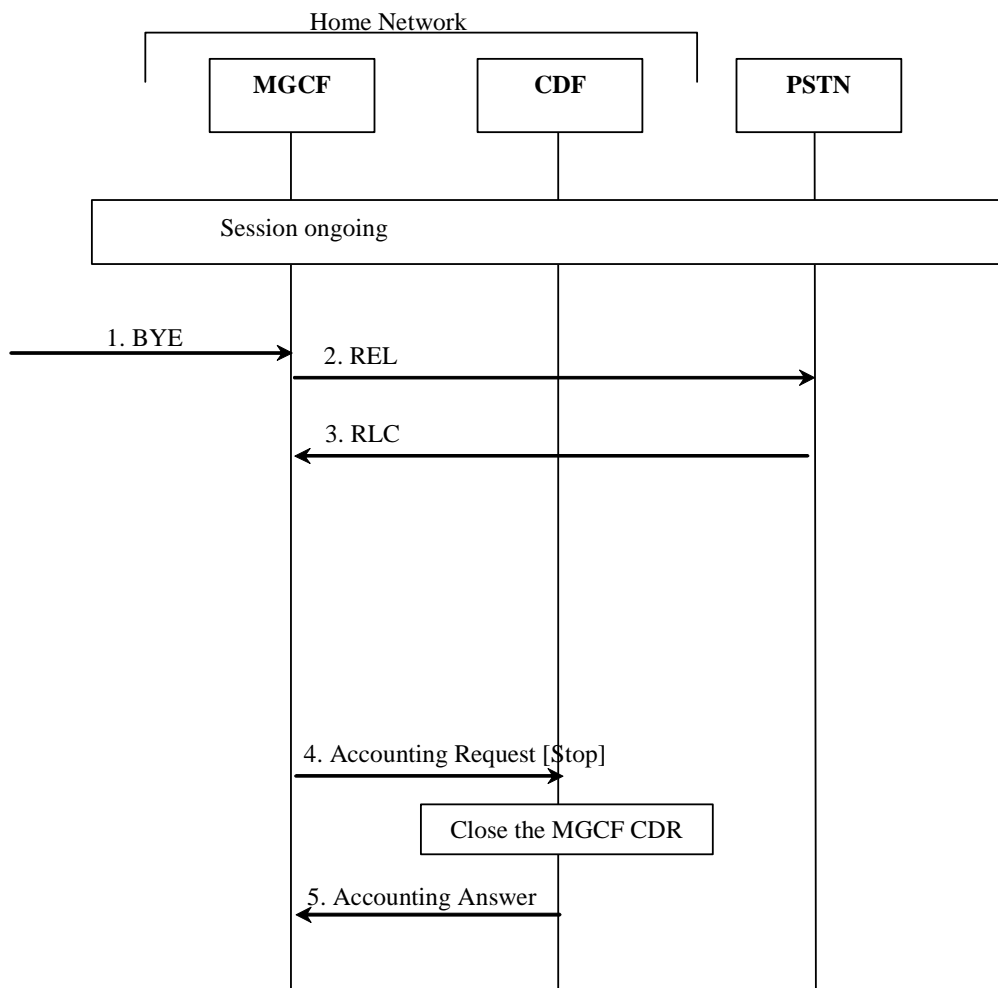 Home Network
MGCF
CDF
PSTN
Session ongoing
1. BYE
2. REL
3. RLC
4. Accounting Request [Stop]
Close the MGCF CDR
5. Accounting Answer